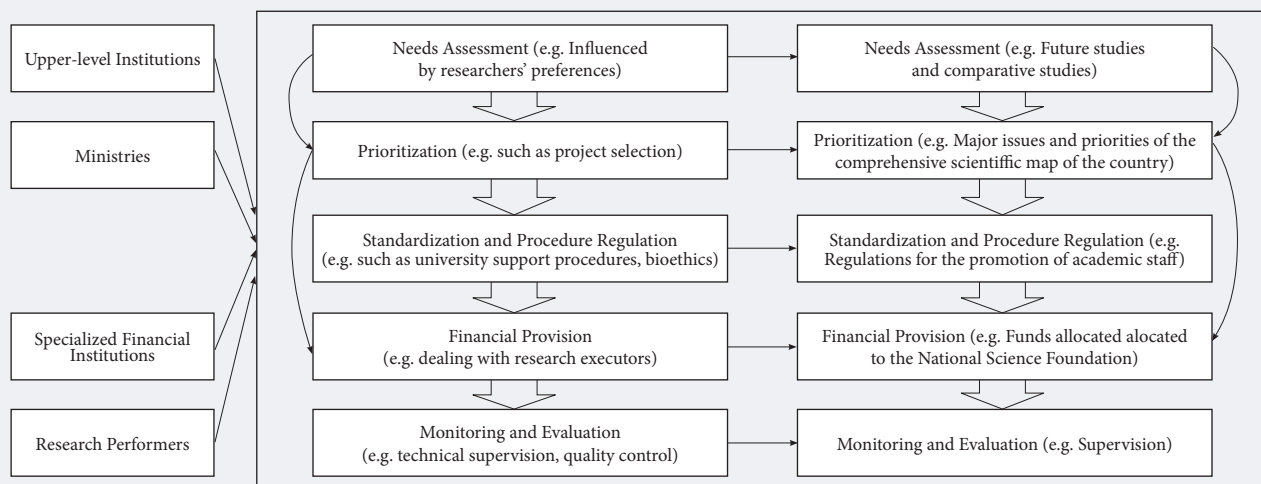 Upper-level Institutions
Ministries
Specialized Financial
Institutions
Research Performers
Needs Assessment (e.g. Influenced
by researchers’ preferences)
Prioritization (e.g. such as project selection)
Standardization and Procedure Regulation
(e.g. such as university support procedures, bioethics)
Financial Provision
(e.g. dealing with research executors)
Monitoring and Evaluation
(e.g. technical supervision, quality control)
Needs Assessment (e.g. Future studies
and comparative studies)
Prioritization (e.g. Major issues and priorities of the
comprehensive scientific map of the country)
Standardization and Procedure Regulation (e.g.
Regulations for the promotion of academic staff)
Financial Provision (e.g. Funds allocated alocated
to the National Science Foundation)
Monitoring and Evaluation (e.g. Supervision)